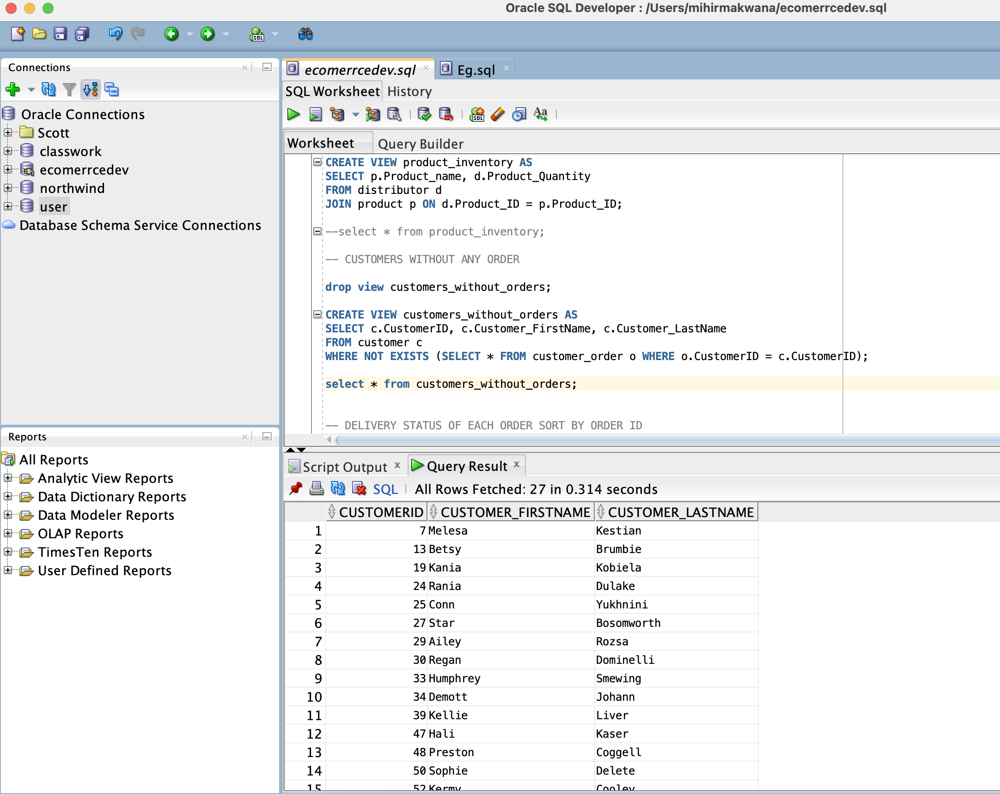 Oracle SQL Developer : /Users/mihirmakwana/ecomerrcedev.sql
SQL
Connections
Oracle Connections
Scott
classwork
ecomerrcedev
northwind
user
Database Schema Service Connections
Reports
All Reports
Analytic View Reports
Data Dictionary Reports
Data Modeler Reports
OLAP Reports
TimesTen Reports
User Defined Reports
ecomerrcedev.sql Eg.sql
SQL Worksheet History
SQL Aa
Worksheet Query Builder
CREATE VIEW product_inventory AS
SELECT p.Product_name, d.Product_Quantity
FROM distributor d
JOIN product p ON d.Product_ID = p.Product_ID;
--select * from product_inventory;
-- CUSTOMERS WITHOUT ANY ORDER
drop view customers_without_orders;
CREATE VIEW customers_without_orders AS
SELECT c.CustomerID, c.Customer_FirstName, c.Customer_LastName
FROM customer c
WHERE NOT EXISTS (SELECT * FROM customer_order o WHERE o.CustomerID = c.CustomerID);
select * from customers_without_orders;
-- DELIVERY STATUS OF EACH ORDER SORT BY ORDER ID
Script Output Query Result
SQL All Rows Fetched: 27 in 0.314 seconds
CUSTOMERID CUSTOMER_FIRSTNAME CUSTOMER_LASTNAME
1 7 Melesa Kestian
2 13 Betsy Brumbie
3 19 Kania Kobiela
4 24 Rania Dulake
5 25 Conn Yukhnini
6 27 Star Bosomworth
7 29 Ailey Rozsa
8 30 Regan Dominelli
9 33 Humphrey Smewing
10 34 Demott Johann
11 39 Kellie Liver
12 47 Hali Kaser
13 48 Preston Coggell
14 50 Sophie Delete
15 52 Kermy Cooley